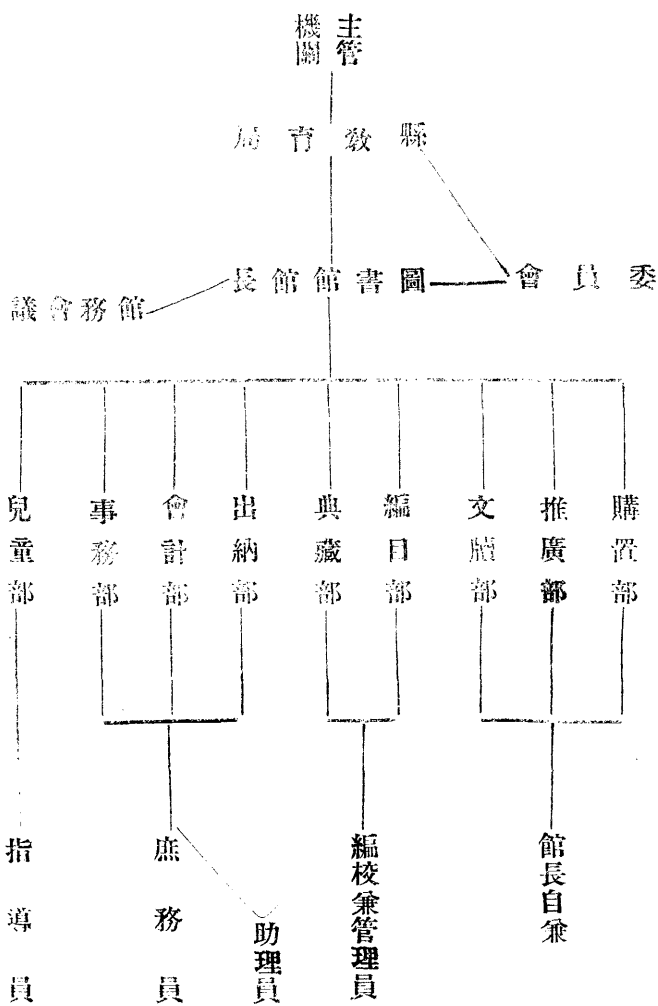 主管
機關
縣教育局
委員會
圖書館館長
館務會議
購置部
推廣部
文牘部
編目部
典藏部
出納部
會計部
事務部
兒童部
館長自兼
編校兼管理員
助理員
庶務員
指導員